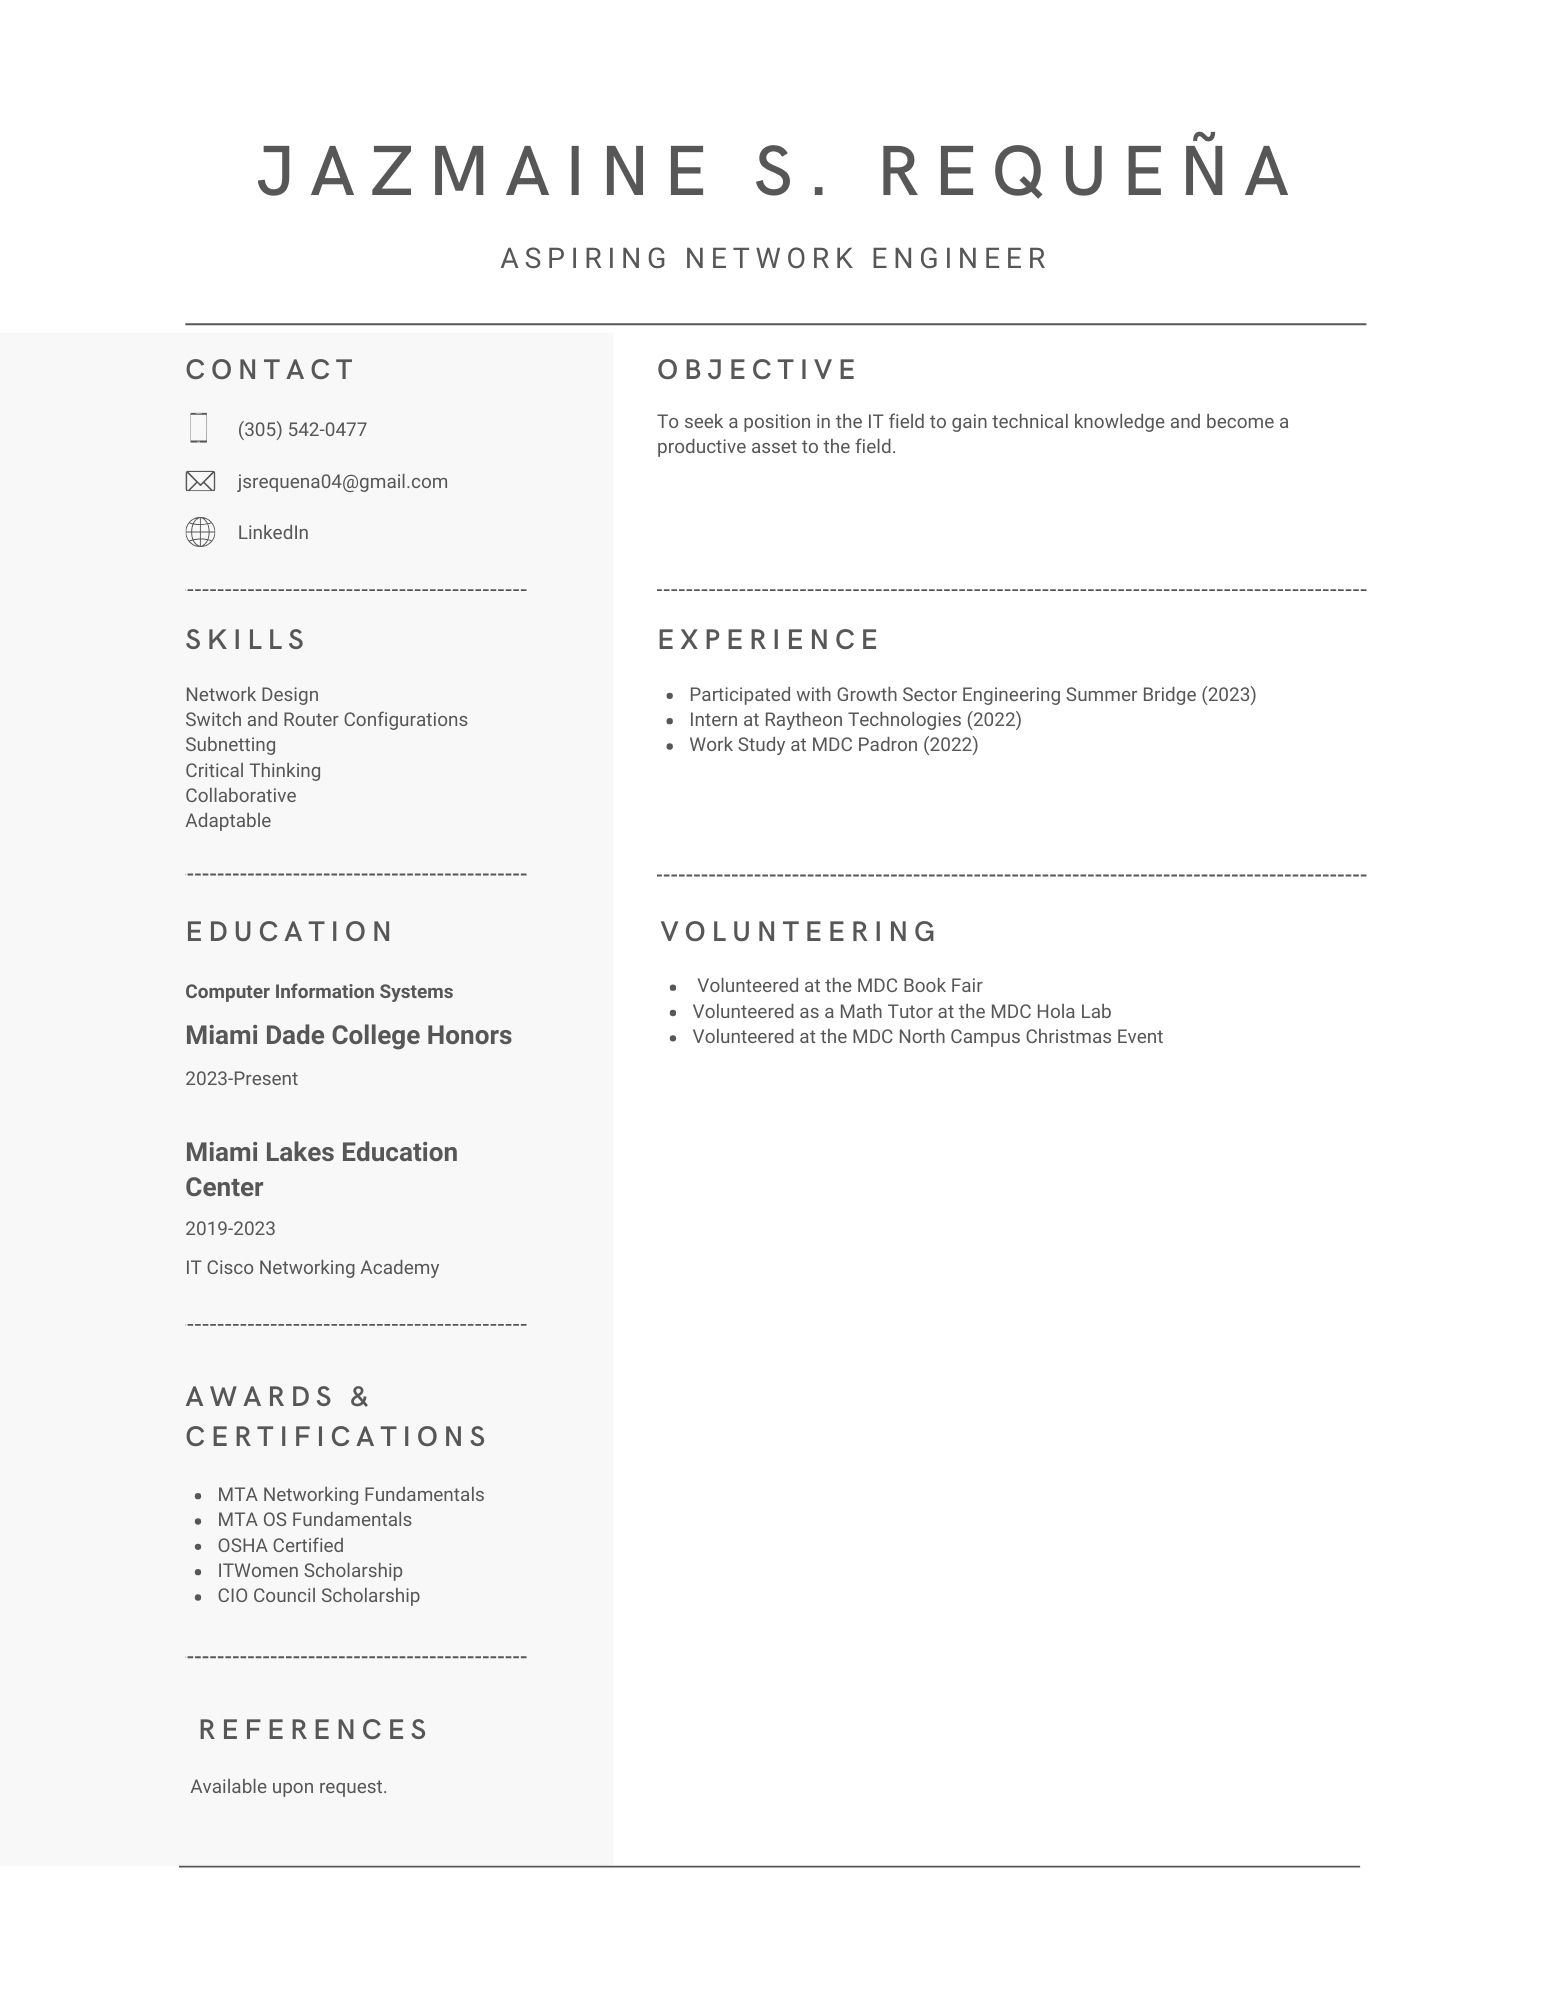 JAZMAINE S. REQUEÑA
ASPIRING NETWORK ENGINEER
CONTACT
(305) 542-0477
jsrequena04@gmail.com
LinkedIn
SKILLS
Network Design
Switch and Router Configurations
Subnetting
Critical Thinking
Collaborative
Adaptable
EDUCATION
Computer Information Systems
Miami Dade College Honors
2023-Present
Miami Lakes Education
Center
2019-2023
IT Cisco Networking Academy
AWARDS &
CERTIFICATIONS
• MTA Networking Fundamentals
• MTA OS Fundamentals
• OSHA Certified
• ITWomen Scholarship
• CIO Council Scholarship
REFERENCES
Available upon request.
OBJECTIVE
To seek a position in the IT field to gain technical knowledge and become a
productive asset to the field.
EXPERIENCE
• Participated with Growth Sector Engineering Summer Bridge (2023)
• Intern at Raytheon Technologies (2022)
• Work Study at MDC Padron (2022)
VOLUNTEERING
• Volunteered at the MDC Book Fair
• Volunteered as a Math Tutor at the MDC Hola Lab
• Volunteered at the MDC North Campus Christmas Event